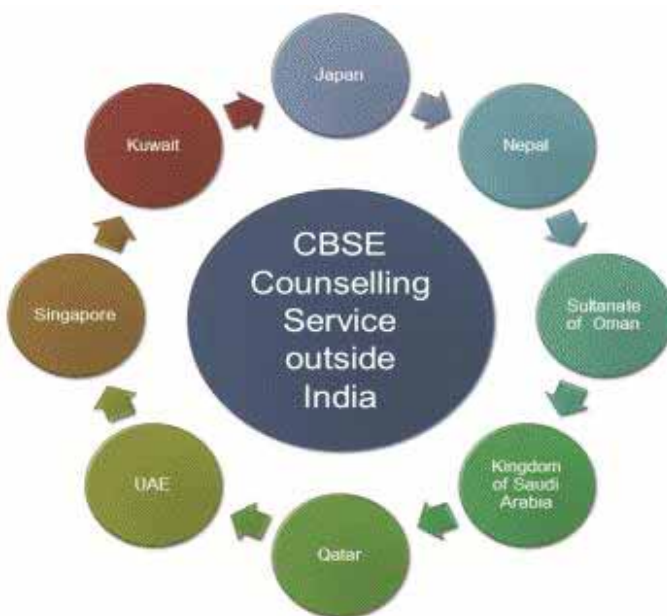 Japan
Nepal
Sultanate
of Oman
Kingdom
of Saudi
Arabia
Qatar
UAE
Singapore
Kuwait
CBSE
Counselling
Service
outside
India